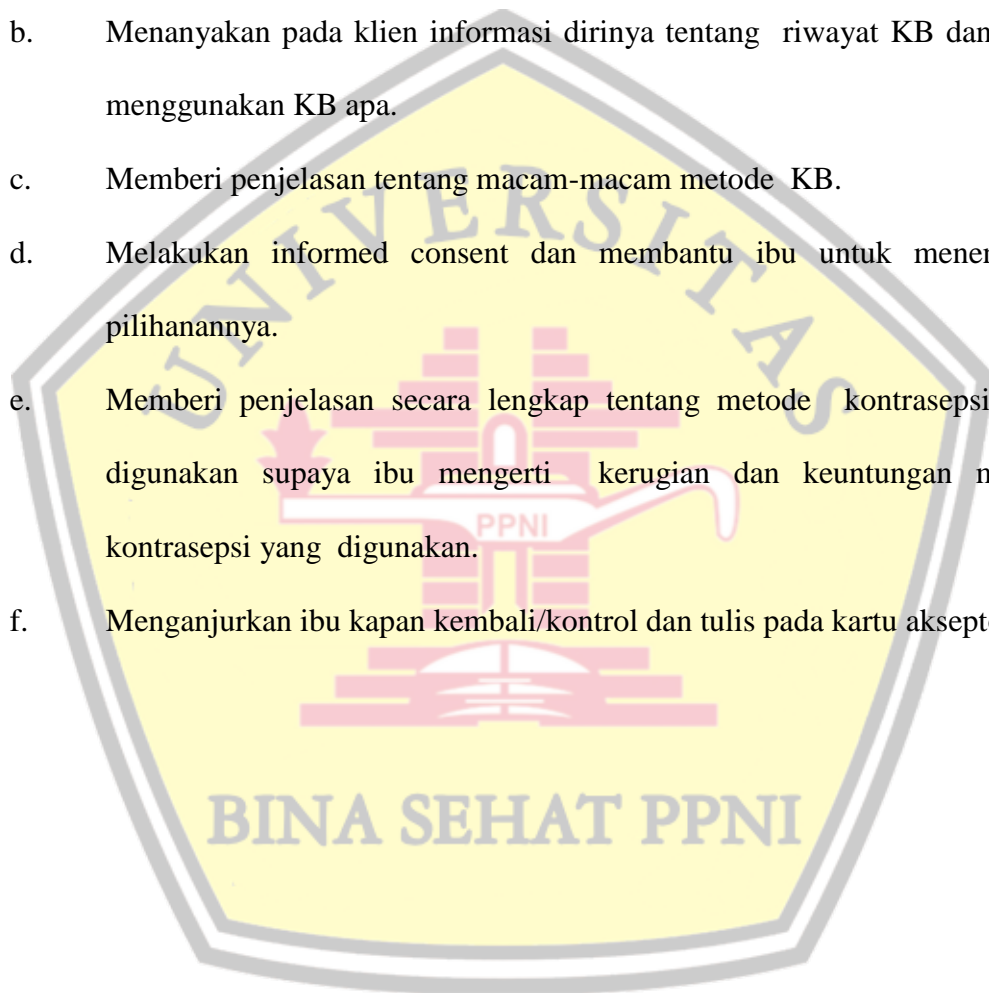 b. Menanyakan pada klien informasi dirinya tentang riwayat KB dan
menggunakan KB apa.
c. Memberi penjelasan tentang macam-macam metode KB.
d. Melakukan informed consent dan membantu ibu untuk
pilihanannya.
e. Memberi penjelasan secara lengkap tentang metode kontrasepsi
digunakan supaya ibu mengerti kerugian dan keuntungan
kontrasepsi yang digunakan.
f. Menganjurkan ibu kapan kembali/kontrol dan tulis pada kartu
UNIVERSITAS
PPNI
BINA SEHAT PPNI